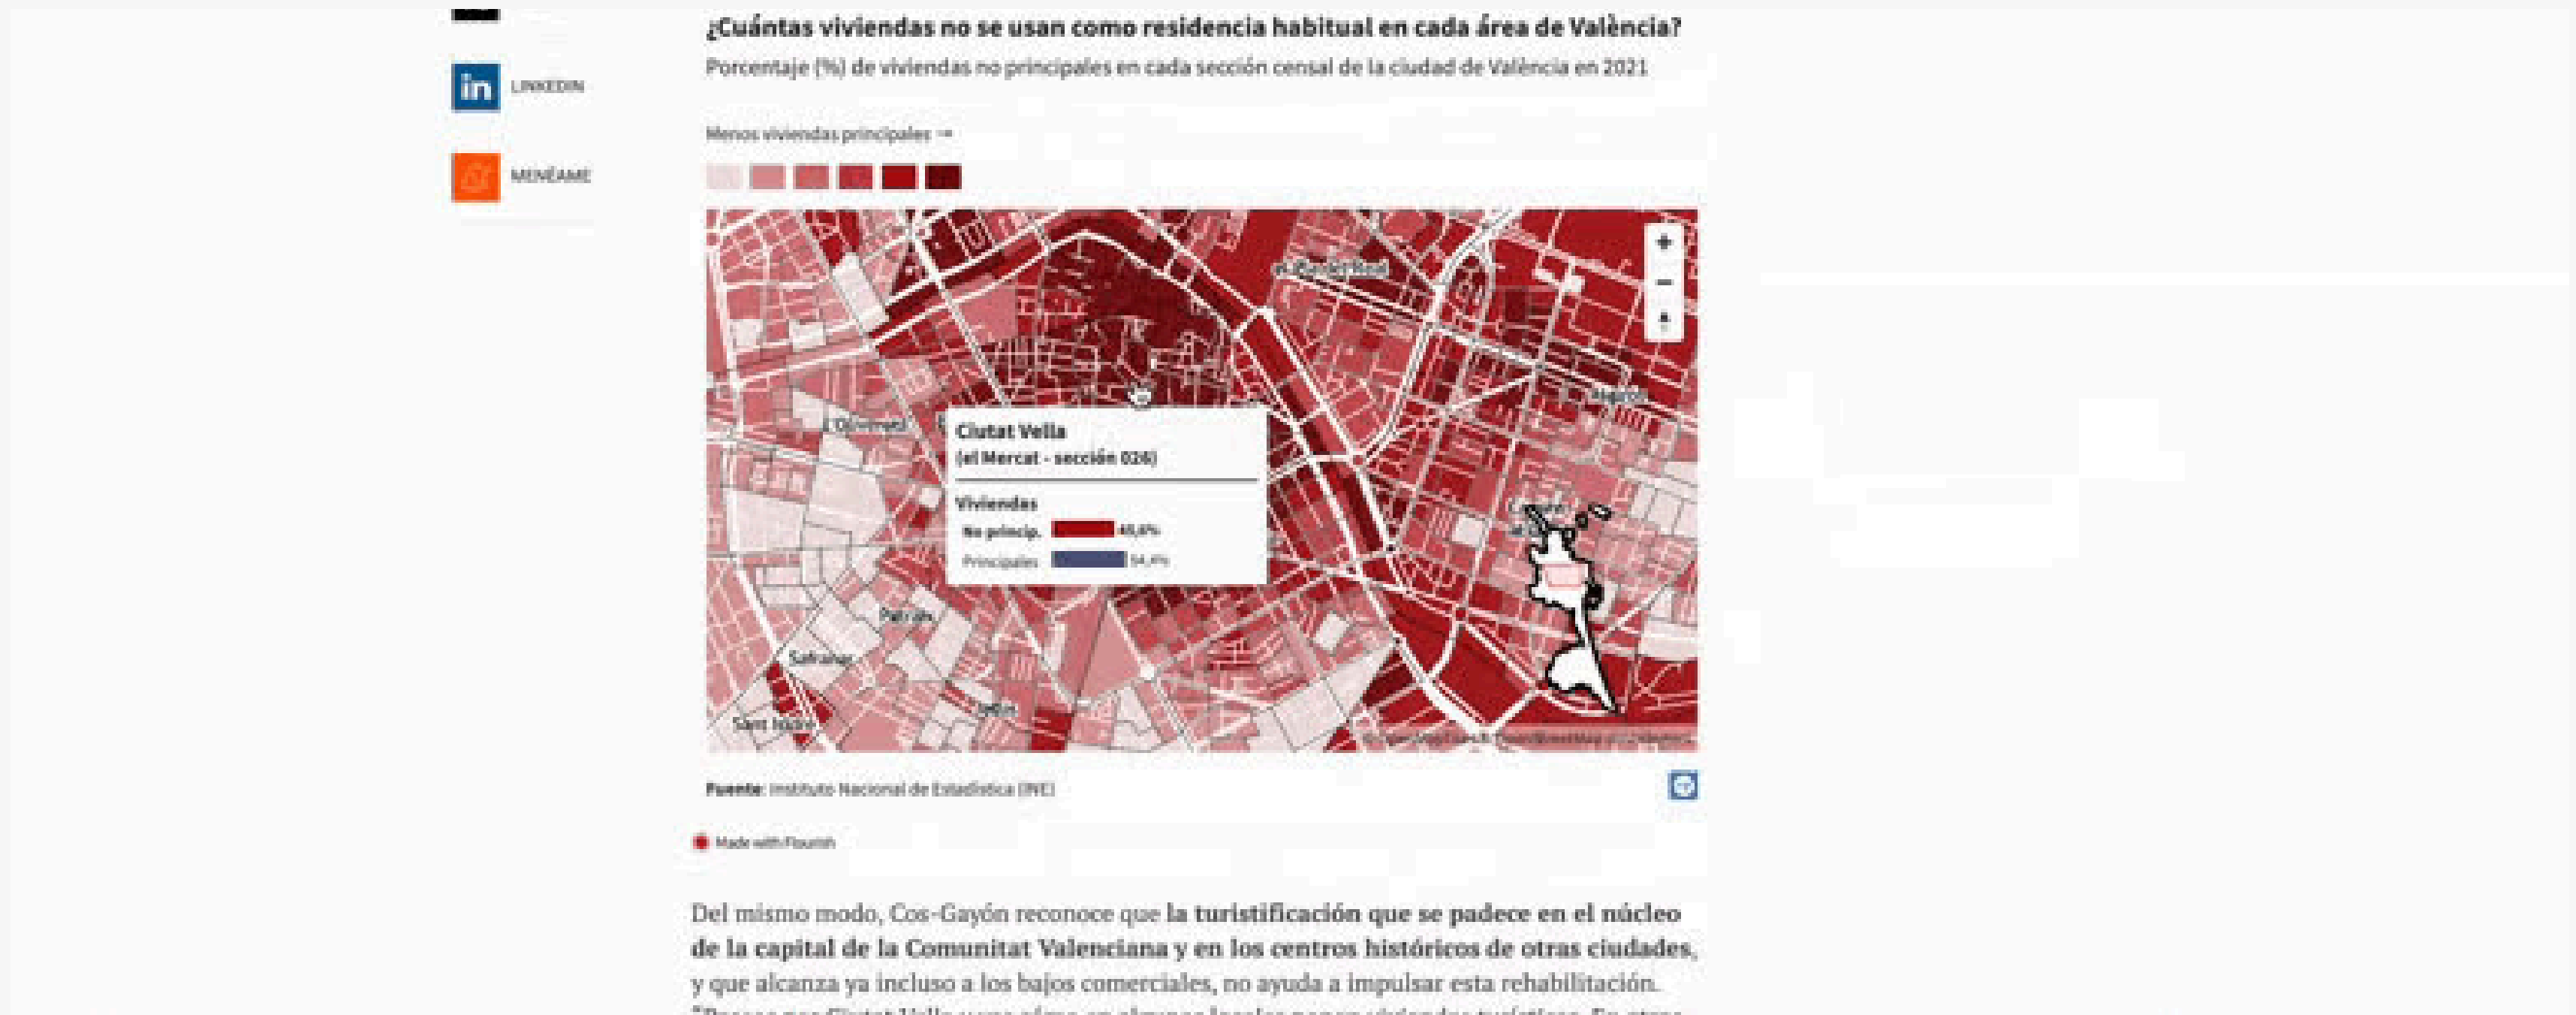 ¿Cuántas viviendas no se usan como residencia habitual en cada área de València?
Porcentaje (%) de viviendas no principales en cada sección censal de la ciudad de València en 2021
LINKEDIN
Menos viviendas principales →
MENÉAME
L'Olivereta
Ciutat Vella
(el Mercat - sección 026)
Viviendas
No princip.
Principales
Patraix
Safranar
Sant Isidre
Fuente: Instituto Nacional de Estadística (INE)
Made with Flourish
Del mismo modo, Cos-Gayón reconoce que la turistificación que se padece en el núcleo
de la capital de la Comunitat Valenciana y en los centros históricos de otras ciudades,
y que alcanza ya incluso a los bajos comerciales, no ayuda a impulsar esta rehabilitación.